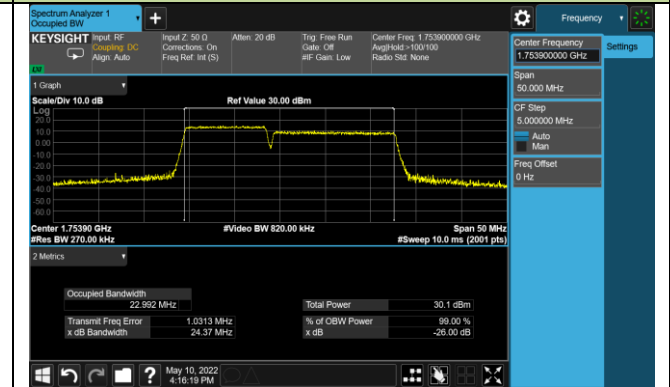 Spectrum Analyzer 1
Occupied BW
Frequency
KEYSIGHT
Input: RF
Coupling: DC
Align: Auto
Input Z: 50 Ω
Corrections: On
Freq Ref: Int (S)
Atten: 20 dB
Trig: Free Run
Gate: Off
#IF Gain: Low
Center Freq: 1.753900000 GHz
Avg|Hold:>100/100
Radio Std: None
Center Frequency
1.753900000 GHz
Settings
Span
50.000 MHz
CF Step
5.000000 MHz
Auto
Man
Freq Offset
0 Hz
1 Graph
Scale/Div 10.0 dB
Ref Value 30.00 dBm
Log
20.0
10.0
0.00
-10.0
-20.0
-30.0
-40.0
-50.0
-60.0
Center 1.75390 GHz
#Video BW 820.00 kHz
Span 50 MHz
#Res BW 270.00 kHz
#Sweep 10.0 ms (2001 pts)
2 Metrics
Occupied Bandwidth
22.992 MHz
Total Power
30.1 dBm
Transmit Freq Error
1.0313 MHz
% of OBW Power
99.00 %
x dB Bandwidth
24.37 MHz
x dB
-26.00 dB
May 10, 2022
4:16:19 PM